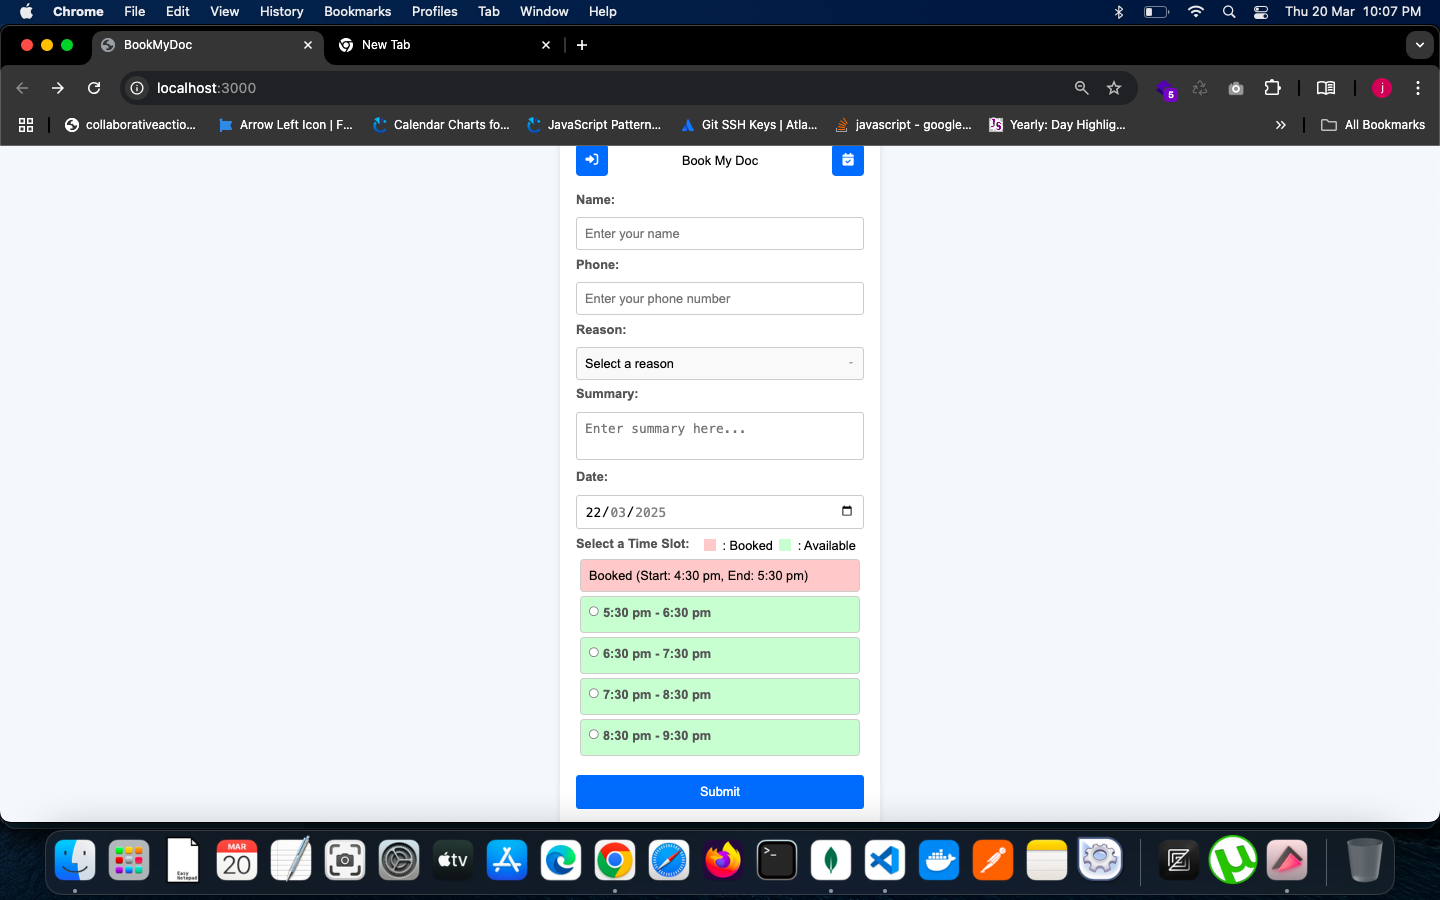 Chrome File Edit View History Bookmarks Profiles Tab Window Help Thu 20 Mar 10:07 PM
BookMyDoc New Tab
localhost:3000 5 j
collaborativeactio... Arrow Left Icon | F... Calendar Charts fo... JavaScript Pattern... Git SSH Keys | Atla... javascript - google... Yearly: Day Highlig... All Bookmarks
Book My Doc
Name:
Enter your name
Phone:
Enter your phone number
Reason:
Select a reason
Summary:
Enter summary here...
Date:
22/03/2025
Select a Time Slot: : Booked : Available
Booked (Start: 4:30 pm, End: 5:30 pm)
5:30 pm - 6:30 pm
6:30 pm - 7:30 pm
7:30 pm - 8:30 pm
8:30 pm - 9:30 pm
Submit
MAR
20
Easy
Notepad
tv